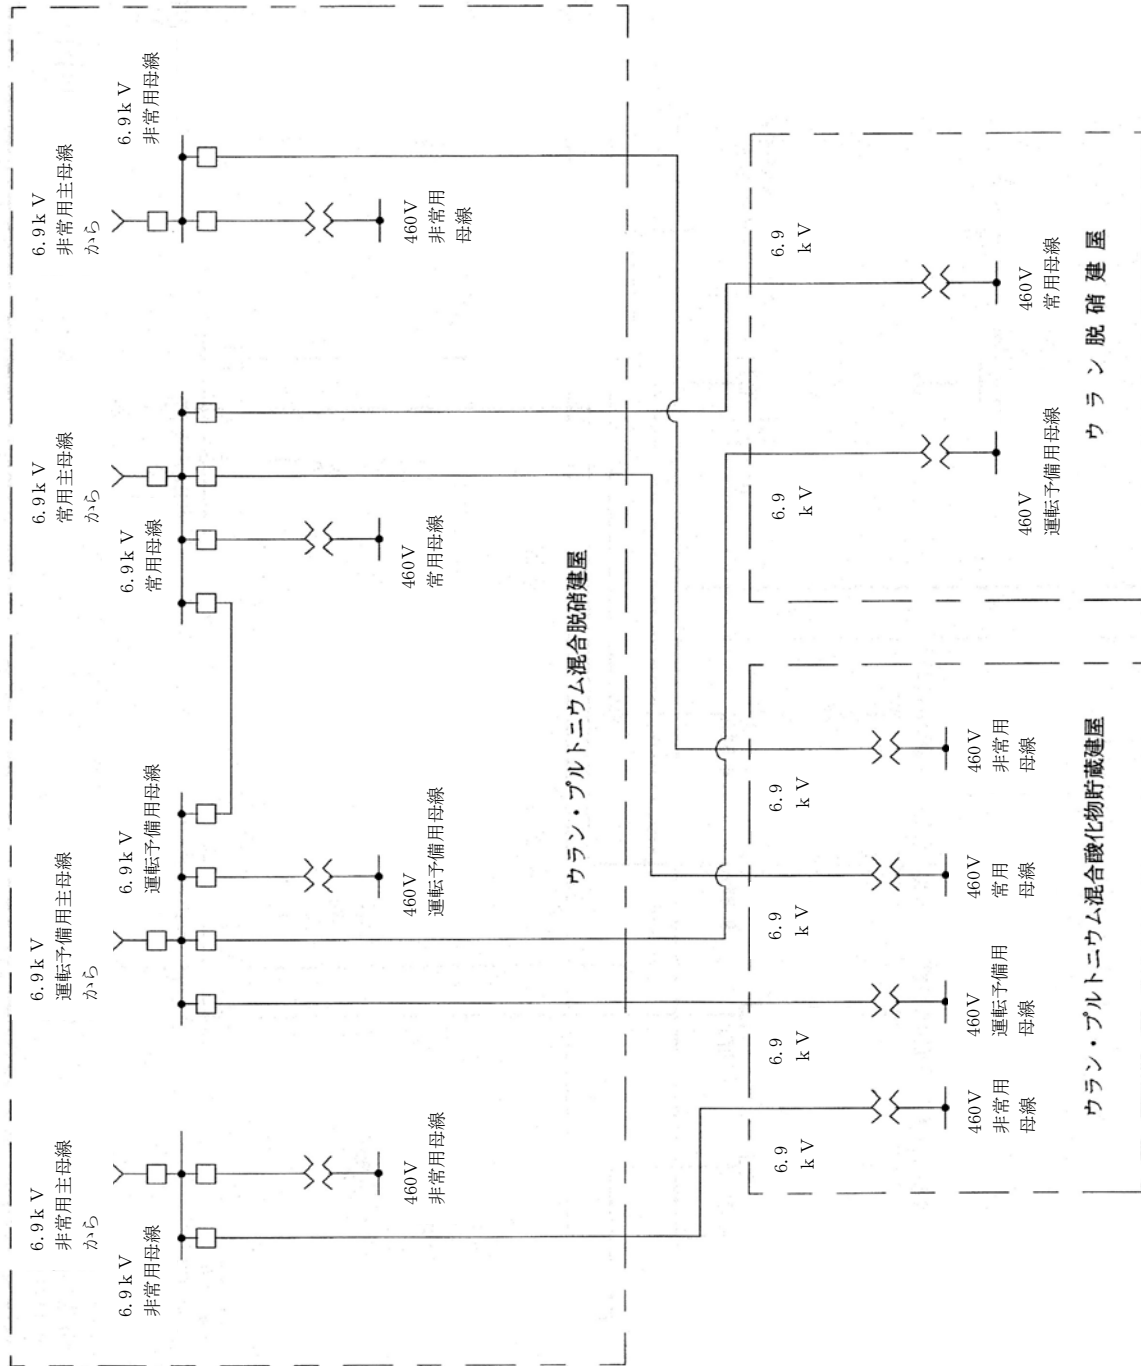 6.9kV
非常用主母線
から
6.9kV
非常用母線
460V
非常用母線
6.9kV
運転予備用主母線
から
6.9kV
運転予備用母線
460V
運転予備用母線
6.9kV
常用主母線
から
6.9kV
常用母線
460V
常用母線
6.9kV
非常用主母線
から
6.9kV
非常用母線
460V
非常用
母線
ウラン・プルトニウム混合脱硝建屋
6.9
kV
460V
非常用
母線
6.9
kV
460V
運転予備用
母線
6.9
kV
460V
常用
母線
6.9
kV
460V
非常用
母線
ウラン・プルトニウム混合酸化物貯蔵建屋
6.9
kV
460V
運転予備用母線
6.9
kV
460V
常用母線
ウラン脱硝建屋